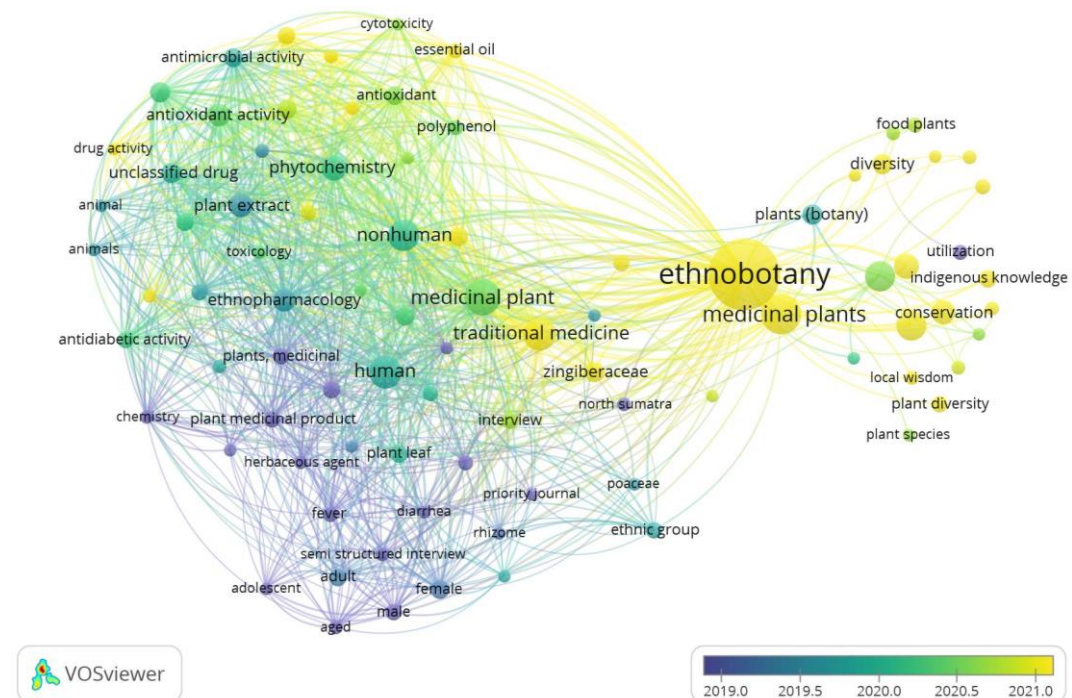 cytotoxicity
antimicrobial activity
essential oil
antioxidant
antioxidant activity
polyphenol
food plants
drug activity
diversity
unclassified drug
phytochemistry
animal
plant extract
plants (botany)
animals
toxicology
nonhuman
utilization
ethnobotany
indigenous knowledge
ethnopharmacology
medicinal plant
medicinal plants
conservation
antidiabetic activity
traditional medicine
plants, medicinal
human
zingiberaceae
local wisdom
chemistry
plant medicinal product
north sumatra
plant diversity
interview
plant species
herbaceous agent
plant leaf
priority journal
poaceae
fever
diarrhea
rhizome
ethnic group
semi structured interview
adult
adolescent
female
male
aged
VOSviewer
2019.0 2019.5 2020.0 2020.5 2021.0